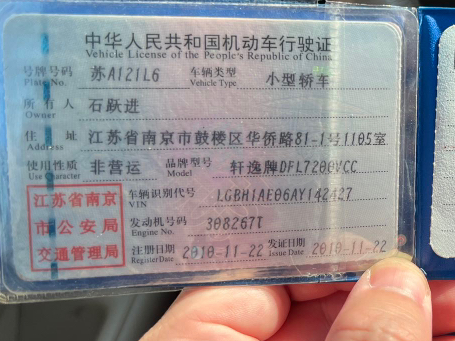 中华人民共和国机动车行驶证
Vehicle License of the People's Republic of China
号牌号码 苏A121L6 车辆类型 小型轿车
Plate No. Vehicle Type
所有人 石跃进
Owner
住址 江苏省南京市鼓楼区华侨路81-1号1105室
Address
使用性质 非营运 品牌型号 轩逸牌DFL7200VCC
Use Character Model
江苏省南京
市公安局
交通管理局
车辆识别代号 LGBH1AE06AY142427
VIN
发动机号码 308267T
Engine No.
注册日期 2010-11-22 发证日期 2010-11-22
Register Date Issue Date